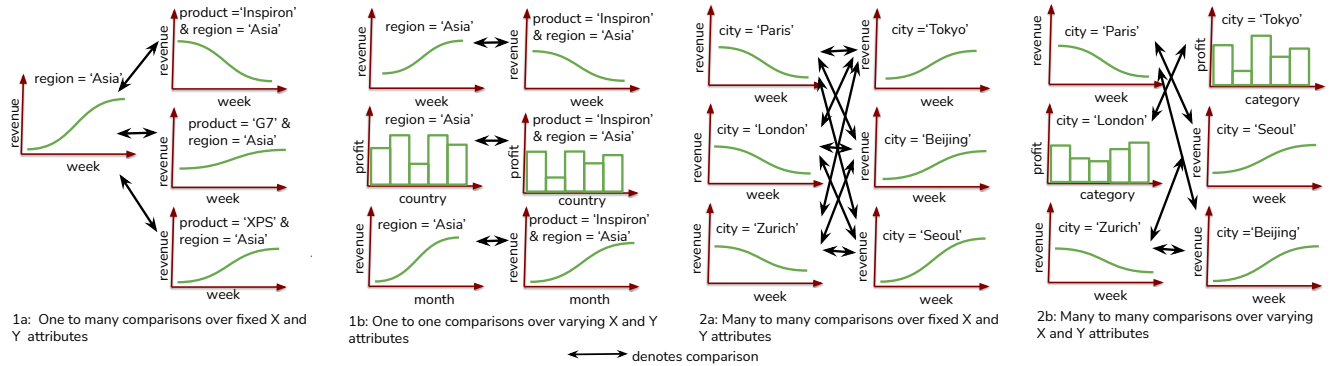 region = ‘Asia’
revenue
week
product =‘Inspiron’
& region = ‘Asia’
revenue
week
product = ‘G7’ &
region = ‘Asia’
revenue
product = ‘XPS’ &
region = ‘Asia’
revenue
week
1a: One to many comparisons over fixed X and
Y attributes
region = ‘Asia’
revenue
week
product = ‘Inspiron’
& region = ‘Asia’
revenue
week
region = ‘Asia’
profit
country
product = ‘Inspiron’
& region = ‘Asia’
profit
country
region = ‘Asia’
revenue
month
product = ‘Inspiron’
& region = ‘Asia’
revenue
month
1b: One to one comparisons over varying X and Y
attributes
city = ‘Paris’
revenue
week
city = ‘Tokyo’
revenue
week
city = ‘London’
revenue
week
city = ‘Beijing’
revenue
week
city = ‘Zurich’
revenue
week
city = ‘Seoul’
revenue
week
2a: Many to many comparisons over fixed X and
Y attributes
city = ‘Paris’
revenue
week
city = ‘Tokyo’
profit
category
city = ‘London’
profit
category
city = ‘Seoul’
revenue
week
city = ‘Zurich’
revenue
week
city =‘Beijing’
revenue
week
2b: Many to many comparisons over varying
X and Y attributes
denotes comparison